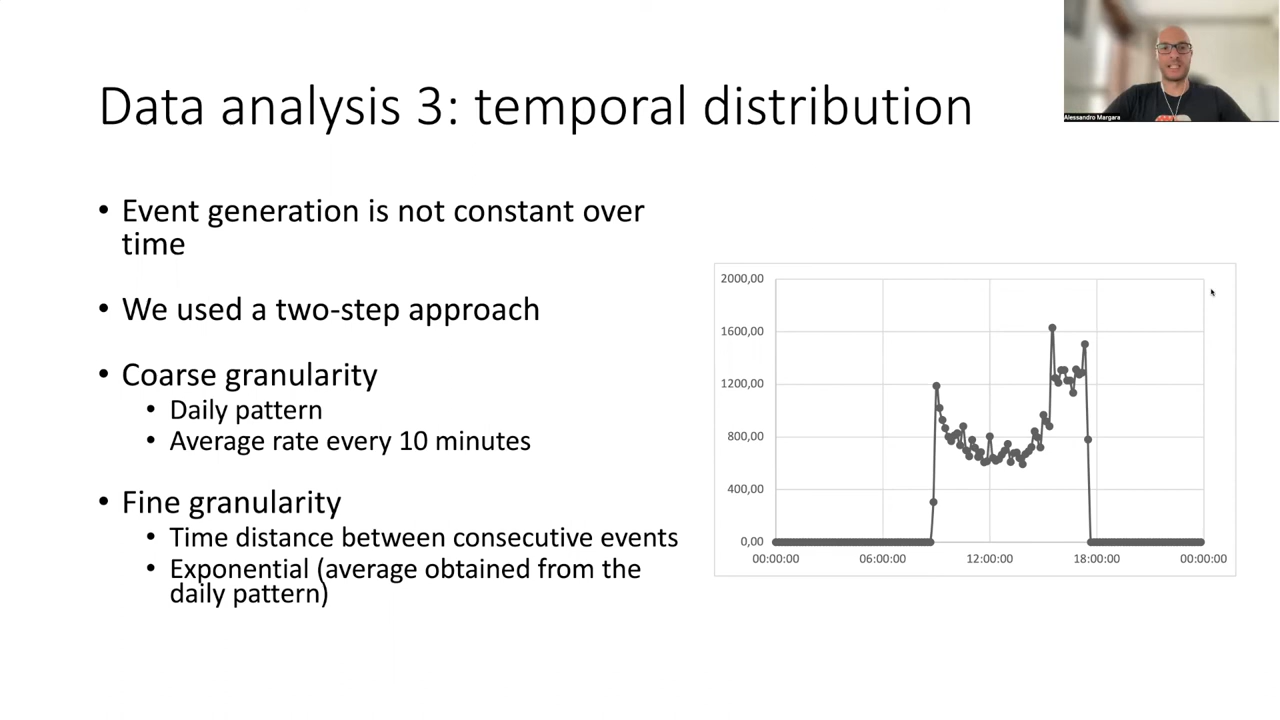 Alessandro Margara
Data analysis 3: temporal distribution
• Event generation is not constant over
time
• We used a two-step approach
• Coarse granularity
• Daily pattern
• Average rate every 10 minutes
• Fine granularity
• Time distance between consecutive events
• Exponential (average obtained from the
daily pattern)
2000,00
1600,00
1200,00
800,00
400,00
0,00
00:00:00 06:00:00 12:00:00 18:00:00 00:00:00